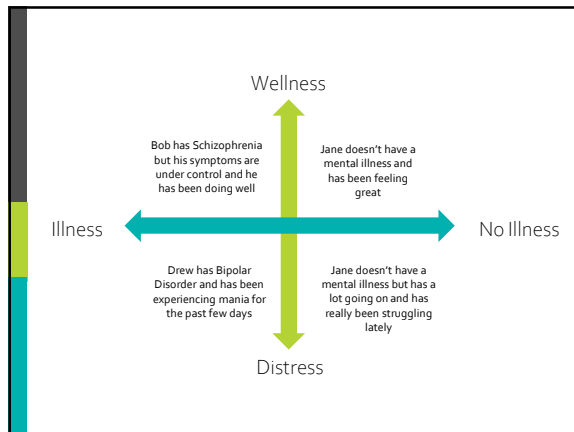 Wellness
Bob has Schizophrenia
but his symptoms are
under control and he
has been doing well
Jane doesn't have a
mental illness and
has been feeling
great
Illness
No Illness
Drew has Bipolar
Disorder and has been
experiencing mania for
the past few days
Jane doesn't have a
mental illness but has a
lot going on and has
really been struggling
lately
Distress